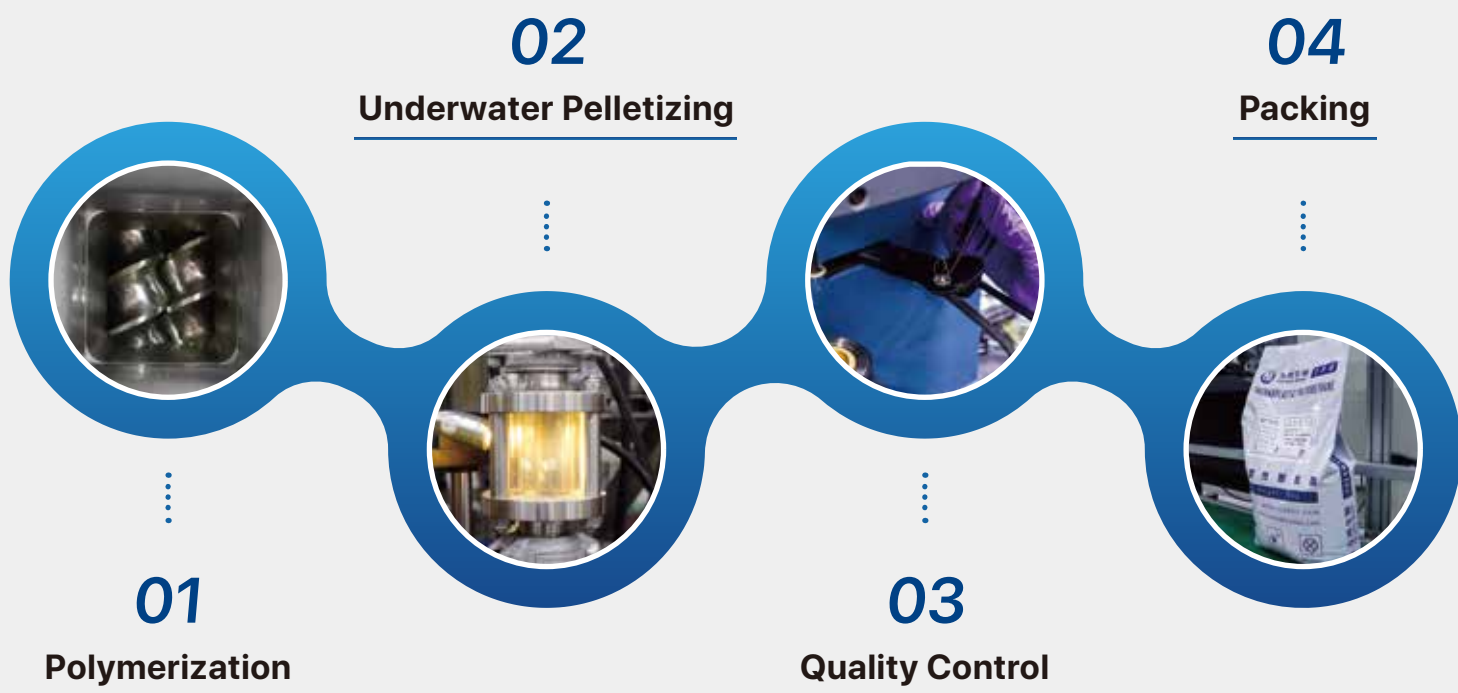 01
Polymerization
02
Underwater Pelletizing
03
Quality Control
04
Packing